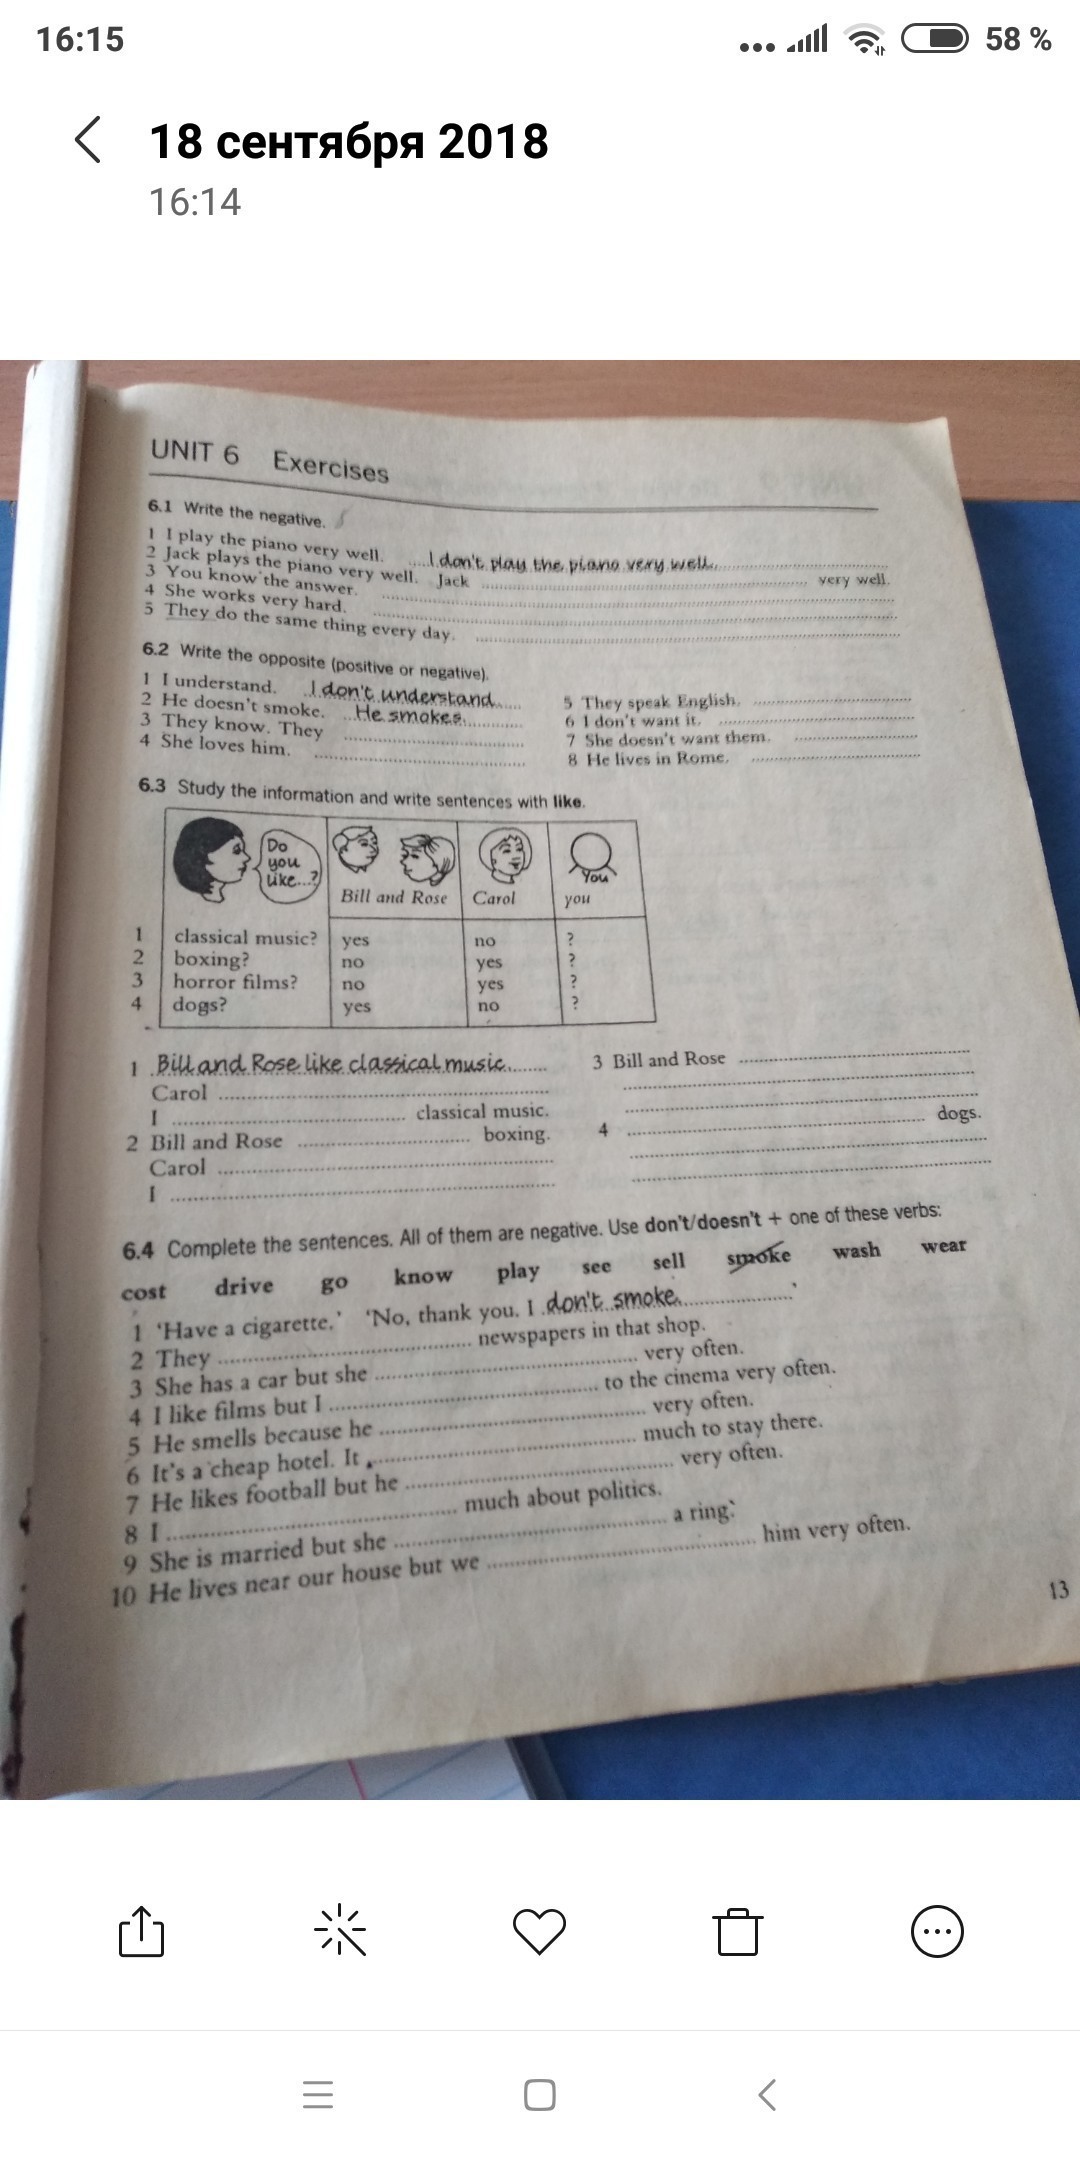 16:15
58 %
18 сентября 2018
16:14
UNIT 6 Exercises
6.1 Write the negative.
1 I play the piano very well. ....I don't play the piano very well.....
2 Jack plays the piano very well. Jack .................... very well.
3 You know the answer. ....................
4 She works very hard. ....................
5 They do the same thing every day. ....................
6.2 Write the opposite (positive or negative).
1 I understand. ..I don't understand.....
2 He doesn't smoke. ...He smokes.............
3 They know. They ....................
4 She loves him. ....................
5 They speak English. ....................
6 I don't want it. ....................
7 She doesn't want them. ....................
8 He lives in Rome. ....................
6.3 Study the information and write sentences with like.
Do you like...?
You
Bill and Rose Carol you
1 classical music? yes no ?
2 boxing? no yes ?
3 horror films? no yes ?
4 dogs? yes no ?
1 .Bill and Rose like classical music.......
Carol ....................
I .................... classical music.
2 Bill and Rose .................... boxing.
Carol ....................
I ....................
3 Bill and Rose ....................
....................
....................
4 .................... dogs.
....................
....................
6.4 Complete the sentences. All of them are negative. Use don't/doesn't + one of these verbs:
cost drive go know play see sell smoke wash wear
1 'Have a cigarette.' 'No, thank you. I .don't smoke....................'
2 They .................... newspapers in that shop.
3 She has a car but she .................... very often.
4 I like films but I .................... to the cinema very often.
5 He smells because he .................... very often.
6 It's a cheap hotel. It .................... much to stay there.
7 He likes football but he .................... very often.
8 I .................... much about politics.
9 She is married but she .................... a ring.
10 He lives near our house but we .................... him very often.
13